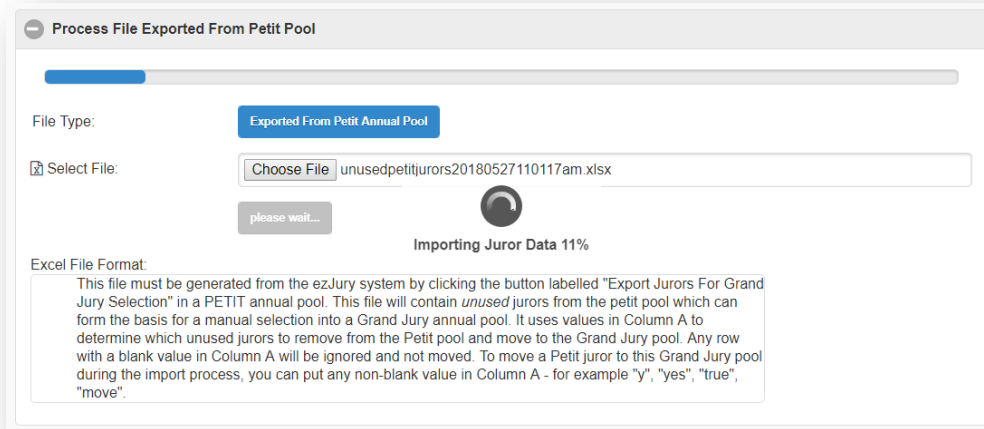 Process File Exported From Petit Pool
File Type:
Exported From Petit Annual Pool
Select File:
Choose File unusedpetitjurors20180527110117am.xlsx
please wait...
Importing Juror Data 11%
Excel File Format:
This file must be generated from the ezJury system by clicking the button labelled "Export Jurors For Grand
Jury Selection" in a PETIT annual pool. This file will contain unused jurors from the petit pool which can
form the basis for a manual selection into a Grand Jury annual pool. It uses values in Column A to
determine which unused jurors to remove from the Petit pool and move to the Grand Jury pool. Any row
with a blank value in Column A will be ignored and not moved. To move a Petit juror to this Grand Jury pool
during the import process, you can put any non-blank value in Column A - for example "y", "yes", "true",
"move".